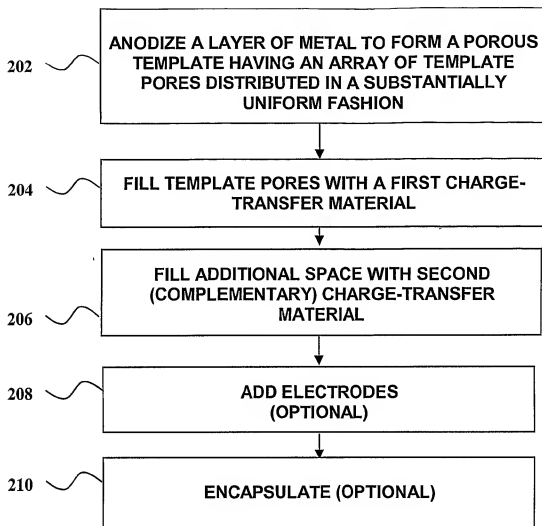 202
ANODIZE A LAYER OF METAL TO FORM A POROUS
TEMPLATE HAVING AN ARRAY OF TEMPLATE
PORES DISTRIBUTED IN A SUBSTANTIALLY
UNIFORM FASHION
204
FILL TEMPLATE PORES WITH A FIRST CHARGE-
TRANSFER MATERIAL
206
FILL ADDITIONAL SPACE WITH SECOND
(COMPLEMENTARY) CHARGE-TRANSFER
MATERIAL
208
ADD ELECTRODES
(OPTIONAL)
210
ENCAPSULATE (OPTIONAL)